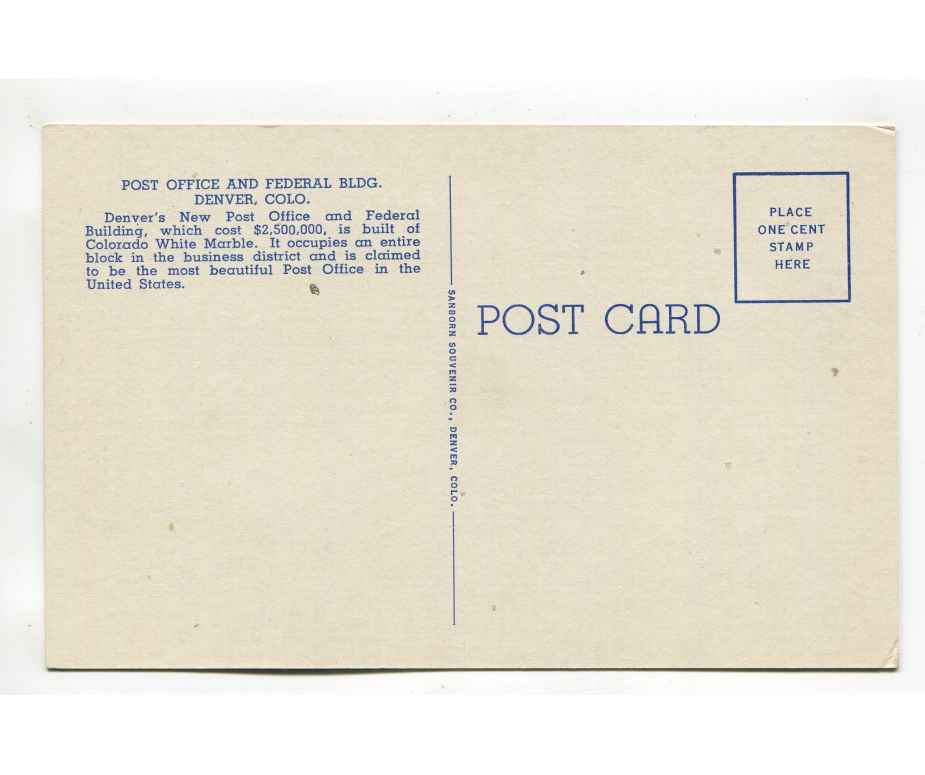 POST OFFICE AND FEDERAL BLDG.
DENVER, COLO.
Denver's New Post Office and Federal
Building, which cost $2,500,000, is built of
Colorado White Marble. It occupies an entire
block in the business district and is claimed
to be the most beautiful Post Office in the
United States.
SANBORN SOUVENIR CO., DENVER, COLO.
POST CARD
PLACE
ONE CENT
STAMP
HERE